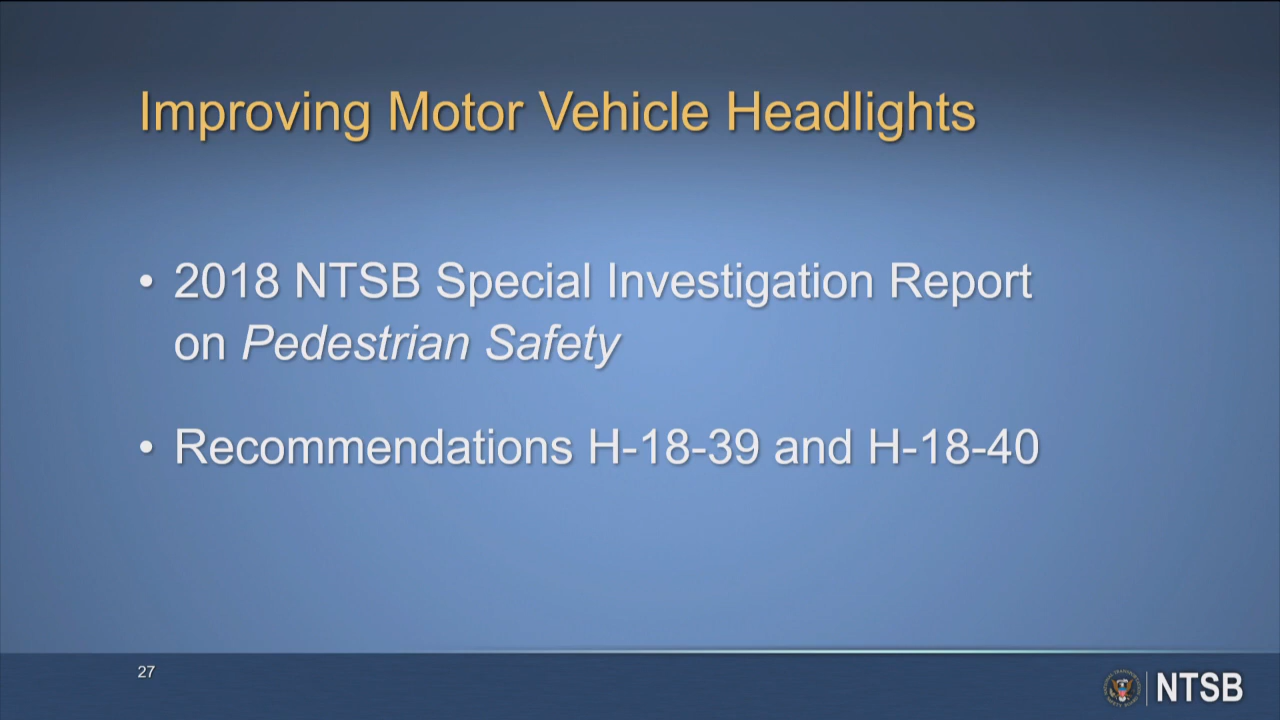 Improving Motor Vehicle Headlights
• 2018 NTSB Special Investigation Report
on Pedestrian Safety
• Recommendations H-18-39 and H-18-40
27
NTSB